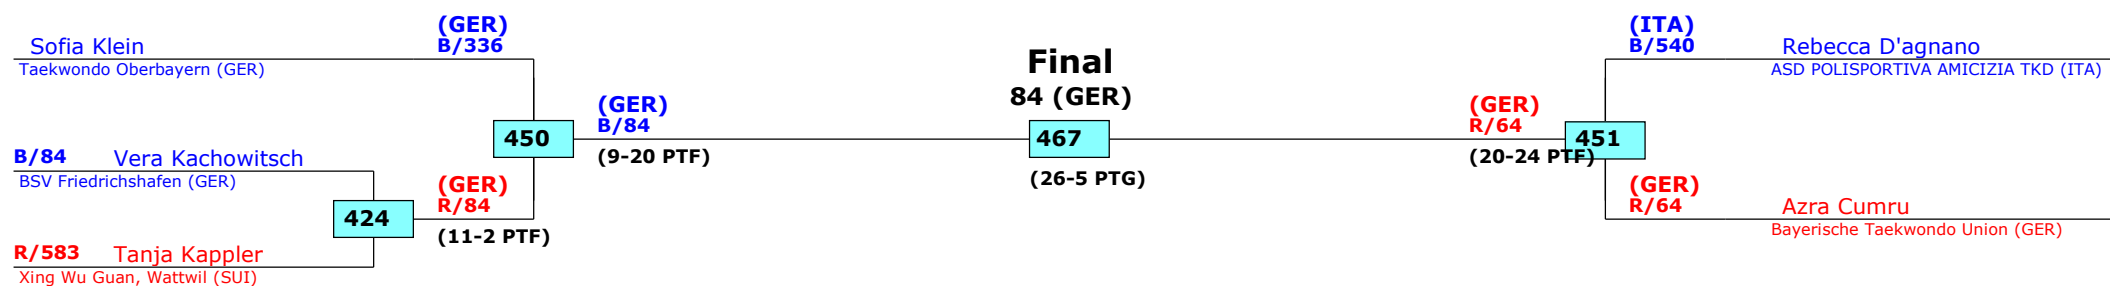 (GER)
B/336
Sofia Klein
Taekwondo Oberbayern (GER)
450
(GER)
B/84
(9-20 PTF)
B/84 Vera Kachowitsch
BSV Friedrichshafen (GER)
424
(GER)
R/84
(11-2 PTF)
R/583 Tanja Kappler
Xing Wu Guan, Wattwil (SUI)
Final
84 (GER)
467
(26-5 PTG)
(ITA)
B/540
Rebecca D'agnano
ASD POLISPORTIVA AMICIZIA TKD (ITA)
(GER)
R/64
451
(20-24 PTF)
(GER)
R/64
Azra Cumru
Bayerische Taekwondo Union (GER)